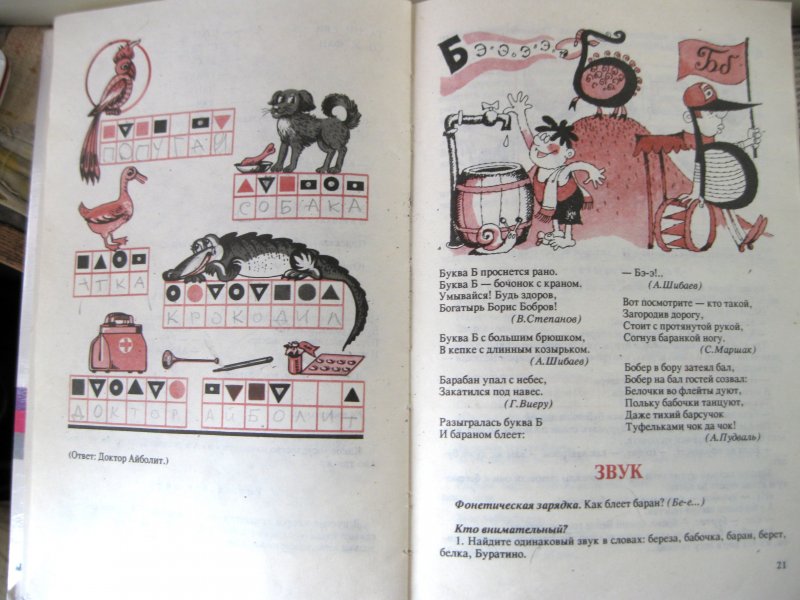 ПОПУГАЙ
СОБАКА
УТКА
КРОКОДИЛ
ДОКТОР
АЙБОЛИТ
(Ответ: Доктор Айболит.)
Б Э-э-э-э-э
Бб
Буква Б проснется рано.
Буква Б — бочонок с краном.
Умывайся! Будь здоров,
Богатырь Борис Бобров!
(В.Степанов)
Буква Б с большим брюшком,
В кепке с длинным козырьком.
(А.Шибаев)
Барабан упал с небес,
Закатился под навес.
(Г.Виеру)
Разыгралась буква Б
И бараном блеет:
— Бэ-э!..
(А.Шибаев)
Вот посмотрите — кто такой,
Загородив дорогу,
Стоит с протянутой рукой,
Согнув баранкой ногу.
(С.Маршак)
Бобер в бору затеял бал,
Бобер на бал гостей созвал:
Белочки во флейты дуют,
Польку бабочки танцуют,
Даже тихий барсучок
Туфельками чок да чок!
(А.Пудваль)
ЗВУК
Фонетическая зарядка. Как блеет баран? (Бе-е...)
Кто внимательный?
1. Найдите одинаковый звук в словах: береза, бабочка, баран, берет,
белка, Буратино.
21